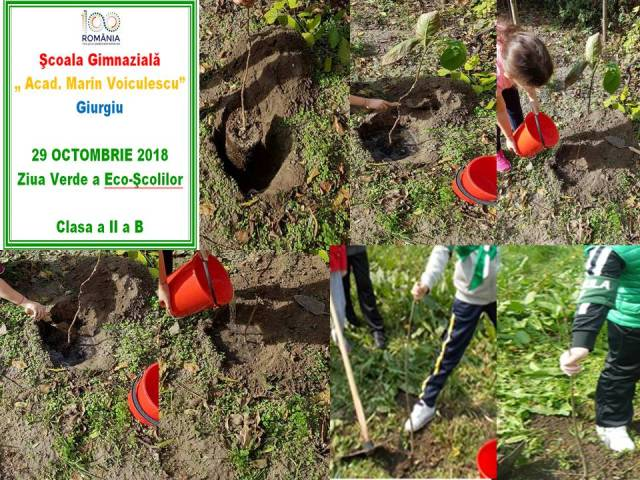 100
ROMÂNIA
Şcoala Gimnazială
„ Acad. Marin Voiculescu”
Giurgiu
29 OCTOMBRIE 2018
Ziua Verde a Eco-Şcolilor
Clasa a II a B